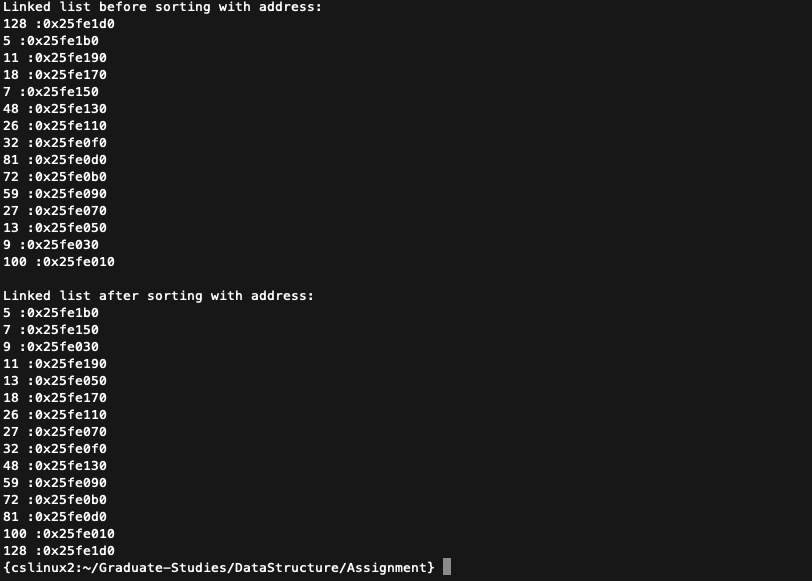 Linked list before sorting with address:
128 :0x25fe1d0
5 :0x25fe1b0
11 :0x25fe190
18 :0x25fe170
7 :0x25fe150
48 :0x25fe130
26 :0x25fe110
32 :0x25fe0f0
81 :0x25fe0d0
72 :0x25fe0b0
59 :0x25fe090
27 :0x25fe070
13 :0x25fe050
9 :0x25fe030
100 :0x25fe010
Linked list after sorting with address:
5 :0x25fe1b0
7 :0x25fe150
9 :0x25fe030
11 :0x25fe190
13 :0x25fe050
18 :0x25fe170
26 :0x25fe110
27 :0x25fe070
32 :0x25fe0f0
48 :0x25fe130
59 :0x25fe090
72 :0x25fe0b0
81 :0x25fe0d0
100 :0x25fe010
128 :0x25fe1d0
{cslinux2:~/Graduate-Studies/DataStructure/Assignment}